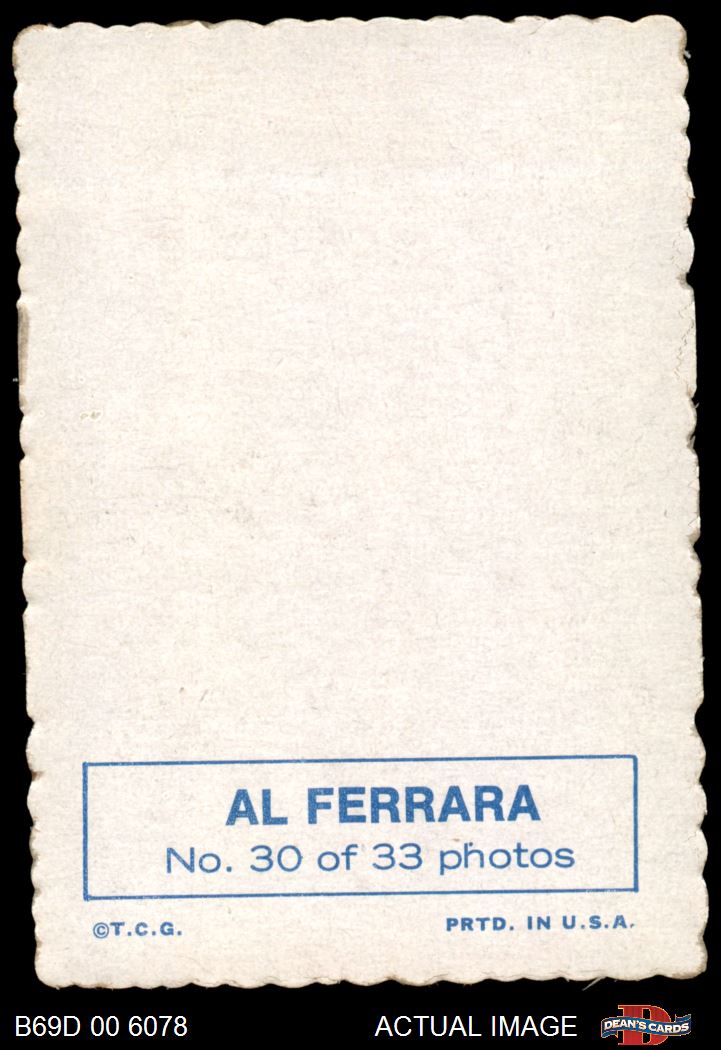 AL FERRARA
No. 30 of 33 photos
©T.C.G. PRTD. IN U.S.A.
B69D 00 6078 ACTUAL IMAGE DEAN'S CARDS